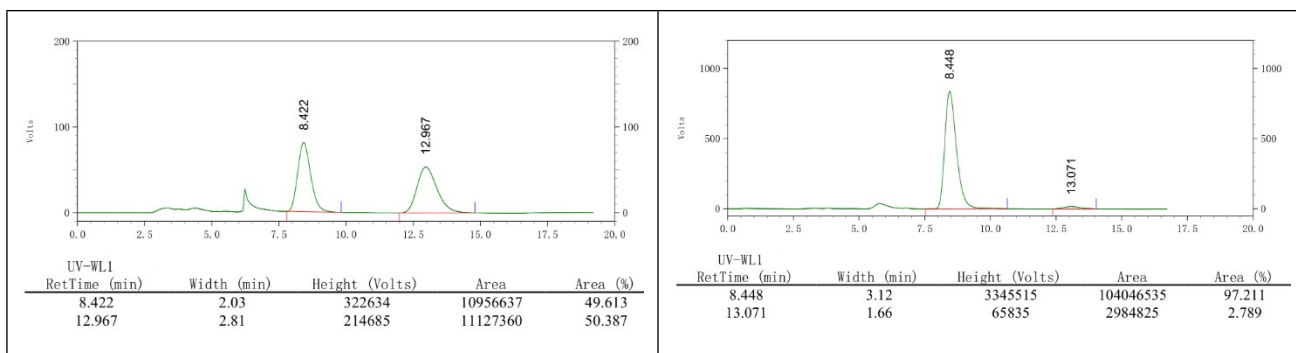 200
200
100
100
0
0
Volts
8.422
12.967
0.0 2.5 5.0 7.5 10.0 12.5 15.0 17.5 20.0
UV-WL1
RetTime (min) Width (min) Height (Volts) Area Area (%)
8.422 2.03 322634 10956637 49.613
12.967 2.81 214685 11127360 50.387
1000
1000
500
500
0
0
Volts
8.448
13.071
0.0 2.5 5.0 7.5 10.0 12.5 15.0 17.5 20.0
UV-WL1
RetTime (min) Width (min) Height (Volts) Area Area (%)
8.448 3.12 3345515 104046535 97.211
13.071 1.66 65835 2984825 2.789